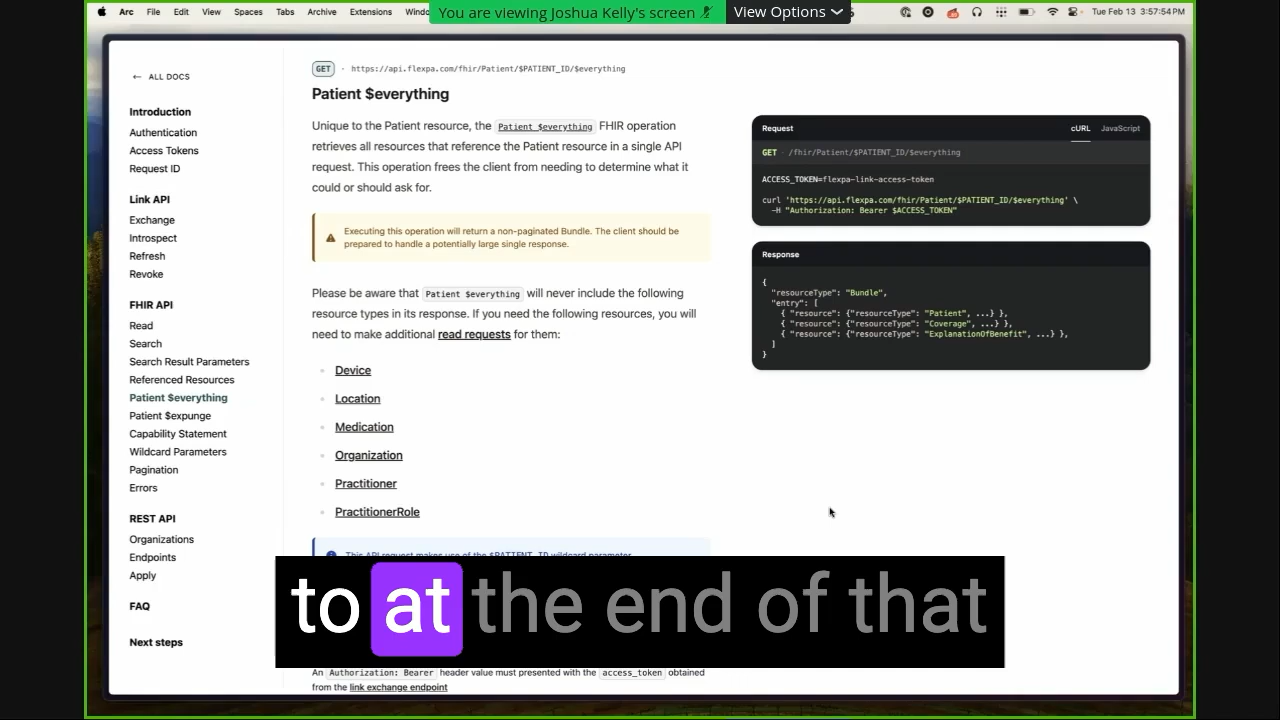 Arc File Edit View Spaces Tabs Archive Extensions Windo
You are viewing Joshua Kelly's screen
View Options
Tue Feb 13 3:57:54 PM
← ALL DOCS
Introduction
Authentication
Access Tokens
Request ID
Link API
Exchange
Introspect
Refresh
Revoke
FHIR API
Read
Search
Search Result Parameters
Referenced Resources
Patient $everything
Patient $expunge
Capability Statement
Wildcard Parameters
Pagination
Errors
REST API
Organizations
Endpoints
Apply
FAQ
Next steps
GET · https://api.flexpa.com/fhir/Patient/$PATIENT_ID/$everything
Patient $everything
Unique to the Patient resource, the Patient $everything FHIR operation
retrieves all resources that reference the Patient resource in a single API
request. This operation frees the client from needing to determine what it
could or should ask for.
Executing this operation will return a non-paginated Bundle. The client should be
prepared to handle a potentially large single response.
Please be aware that Patient $everything will never include the following
resource types in its response. If you need the following resources, you will
need to make additional read requests for them:
Device
Location
Medication
Organization
Practitioner
PractitionerRole
This API request makes use of the $PATIENT_ID wildcard parameter
An Authorization: Bearer header value must presented with the access_token obtained
from the link exchange endpoint
Request cURL JavaScript
GET · /fhir/Patient/$PATIENT_ID/$everything
ACCESS_TOKEN=flexpa-link-access-token
curl 'https://api.flexpa.com/fhir/Patient/$PATIENT_ID/$everything' \
-H "Authorization: Bearer $ACCESS_TOKEN"
Response
{
"resourceType": "Bundle",
"entry": [
{ "resource": {"resourceType": "Patient", ...} },
{ "resource": {"resourceType": "Coverage", ...} },
{ "resource": {"resourceType": "ExplanationOfBenefit", ...} },
]
}
to at the end of that